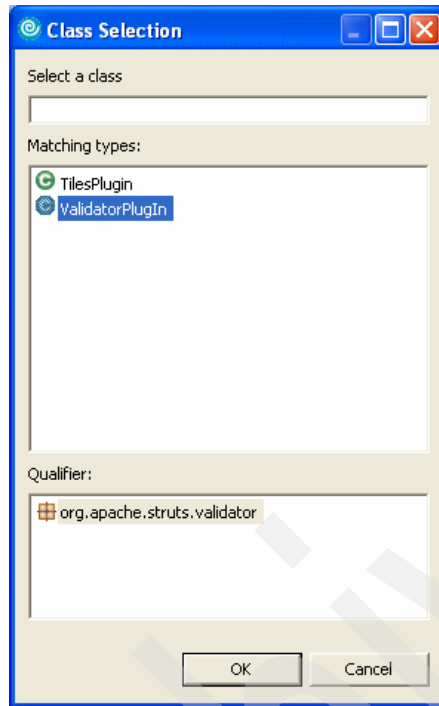 Class Selection
Select a class
Matching types:
TilesPlugin
ValidatorPlugIn
Qualifier:
org.apache.struts.validator
OK Cancel